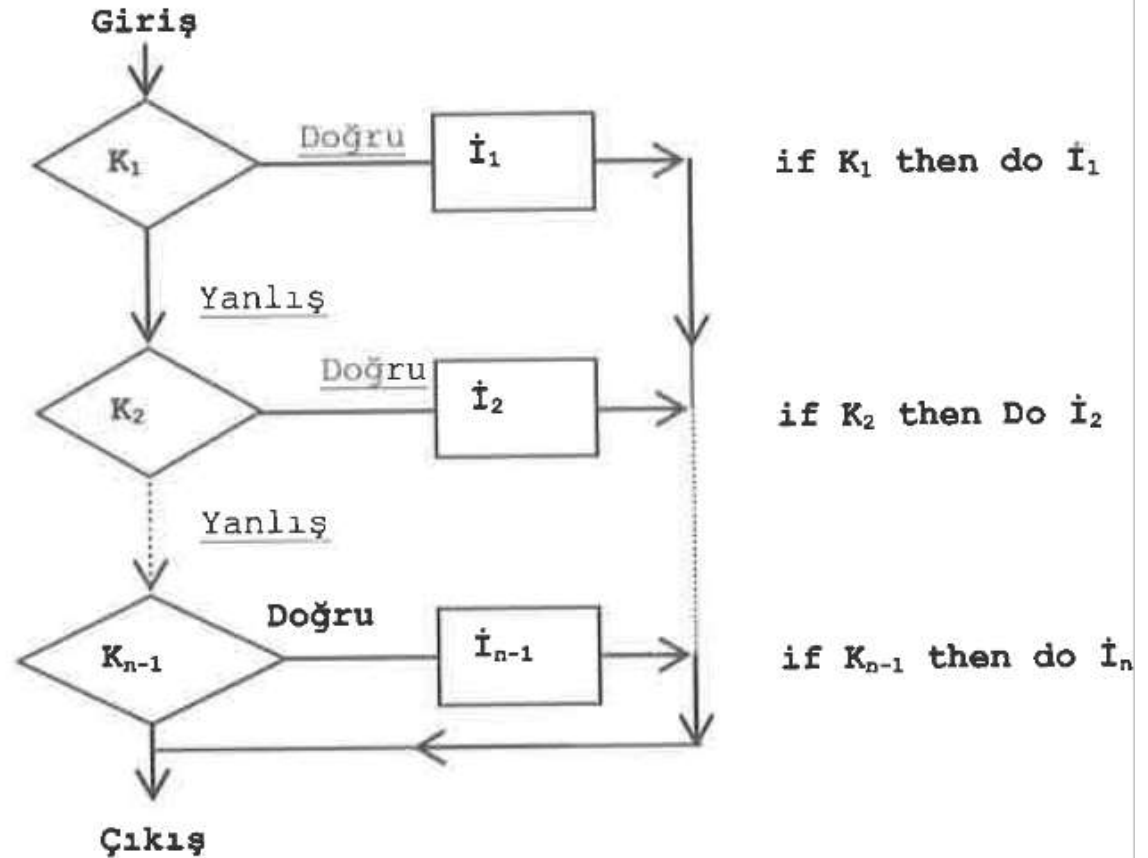 Giriş
K₁ Doğru İ₁ if K₁ then do İ₁
Yanlış
K₂ Doğru İ₂ if K₂ then Do İ₂
Yanlış
Kₙ₋₁ Doğru İₙ₋₁ if Kₙ₋₁ then do İₙ
Çıkış